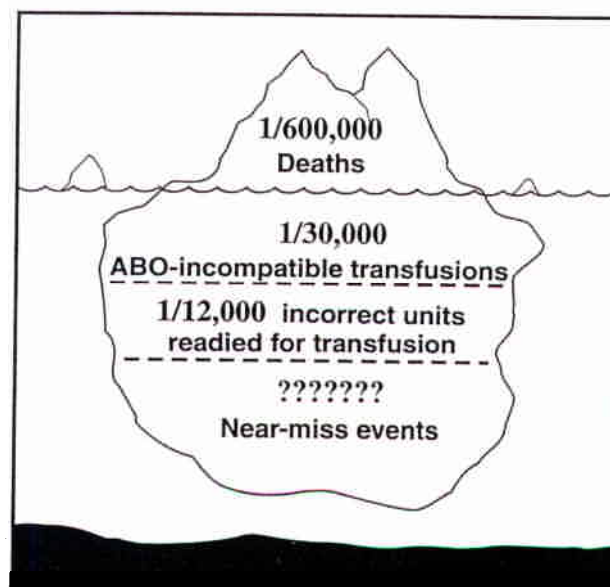 1/600,000
Deaths
1/30,000
ABO-incompatible transfusions
1/12,000 incorrect units
readied for transfusion
???????
Near-miss events